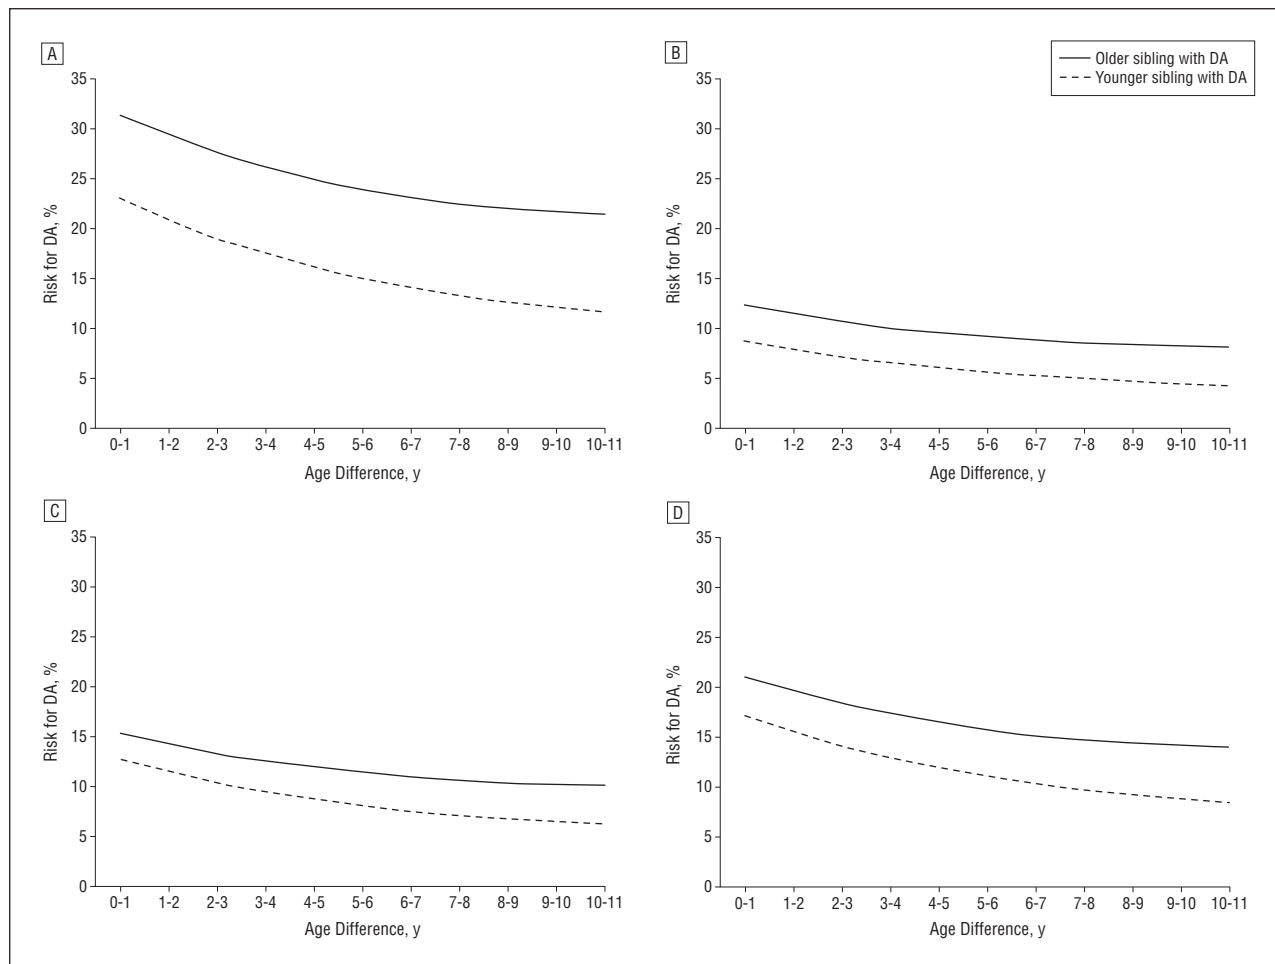 A
35
30
25
20
15
10
5
0
Risk for DA, %
0-1 1-2 2-3 3-4 4-5 5-6 6-7 7-8 8-9 9-10 10-11
Age Difference, y
B
Older sibling with DA
Younger sibling with DA
35
30
25
20
15
10
5
0
Risk for DA, %
0-1 1-2 2-3 3-4 4-5 5-6 6-7 7-8 8-9 9-10 10-11
Age Difference, y
C
35
30
25
20
15
10
5
0
Risk for DA, %
0-1 1-2 2-3 3-4 4-5 5-6 6-7 7-8 8-9 9-10 10-11
Age Difference, y
D
35
30
25
20
15
10
5
0
Risk for DA, %
0-1 1-2 2-3 3-4 4-5 5-6 6-7 7-8 8-9 9-10 10-11
Age Difference, y